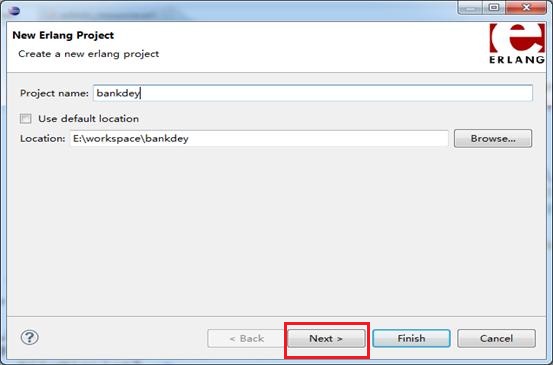 New Erlang Project
Create a new erlang project
ERLANG
Project name: bankdey
Use default location
Location: E:\workspace\bankdey Browse...
? < Back Next > Finish Cancel